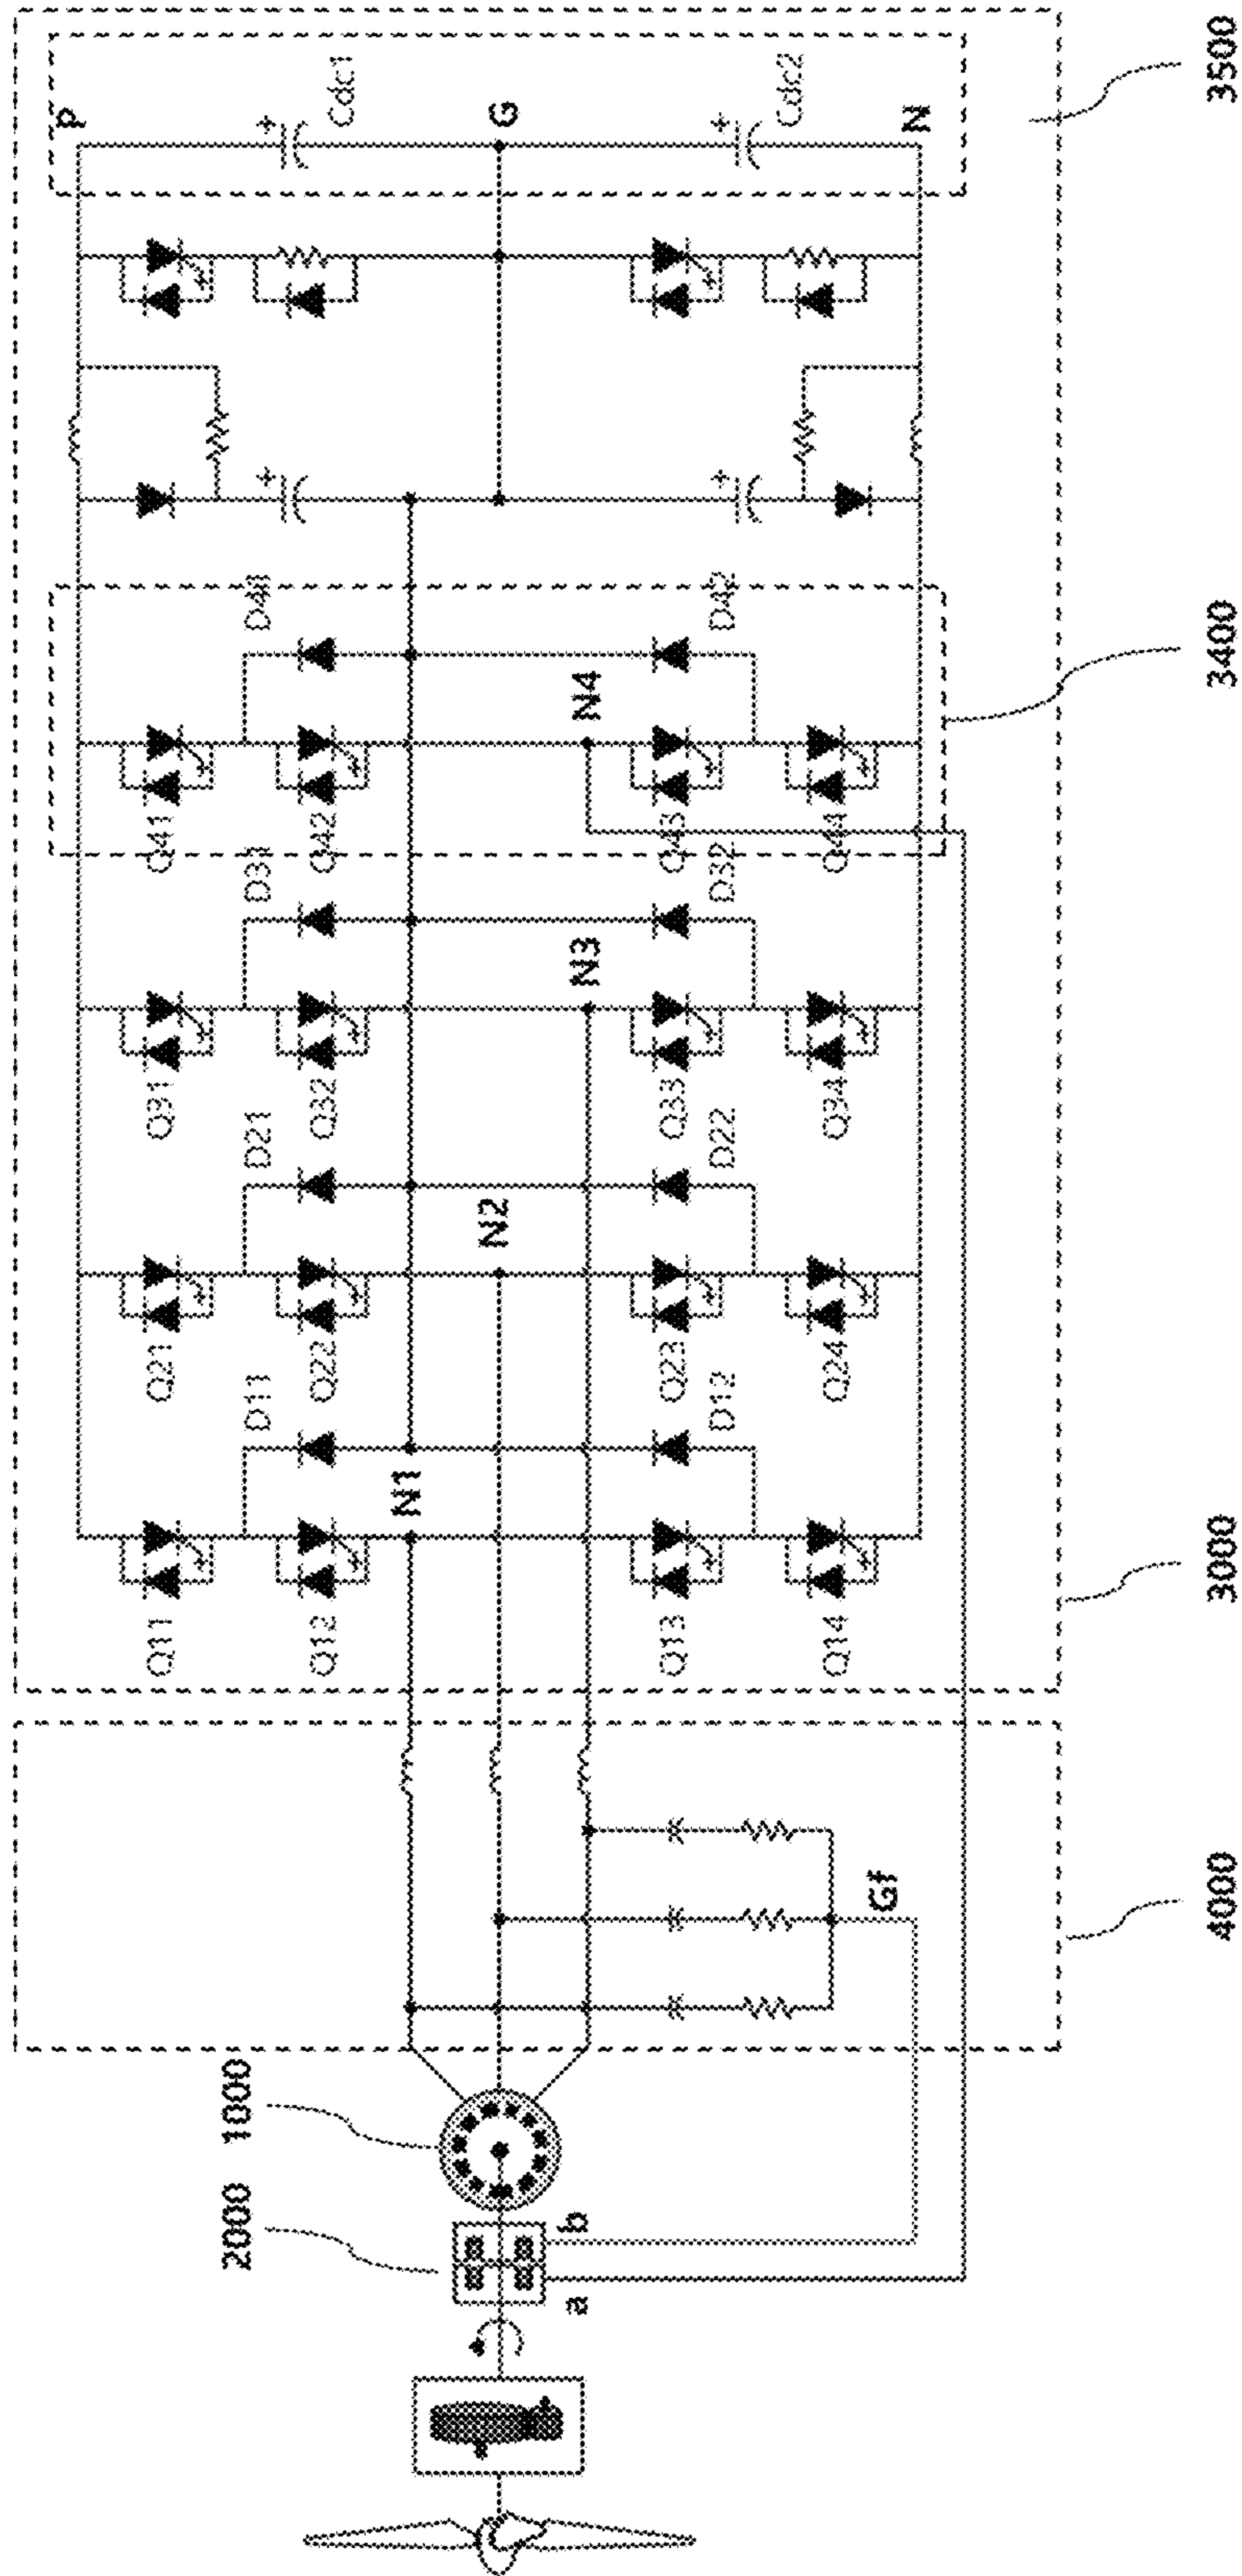 P
Cdc1
G
Cdc2
N
3500
D41
D42
N4
3400
Q41
Q42
Q43
Q44
D31
D32
N3
Q31
Q32
Q33
Q34
D21
D22
N2
Q21
Q22
Q23
Q24
D11
D12
N1
Q11
Q12
Q13
Q14
3000
Gf
4000
1000
2000
b
a